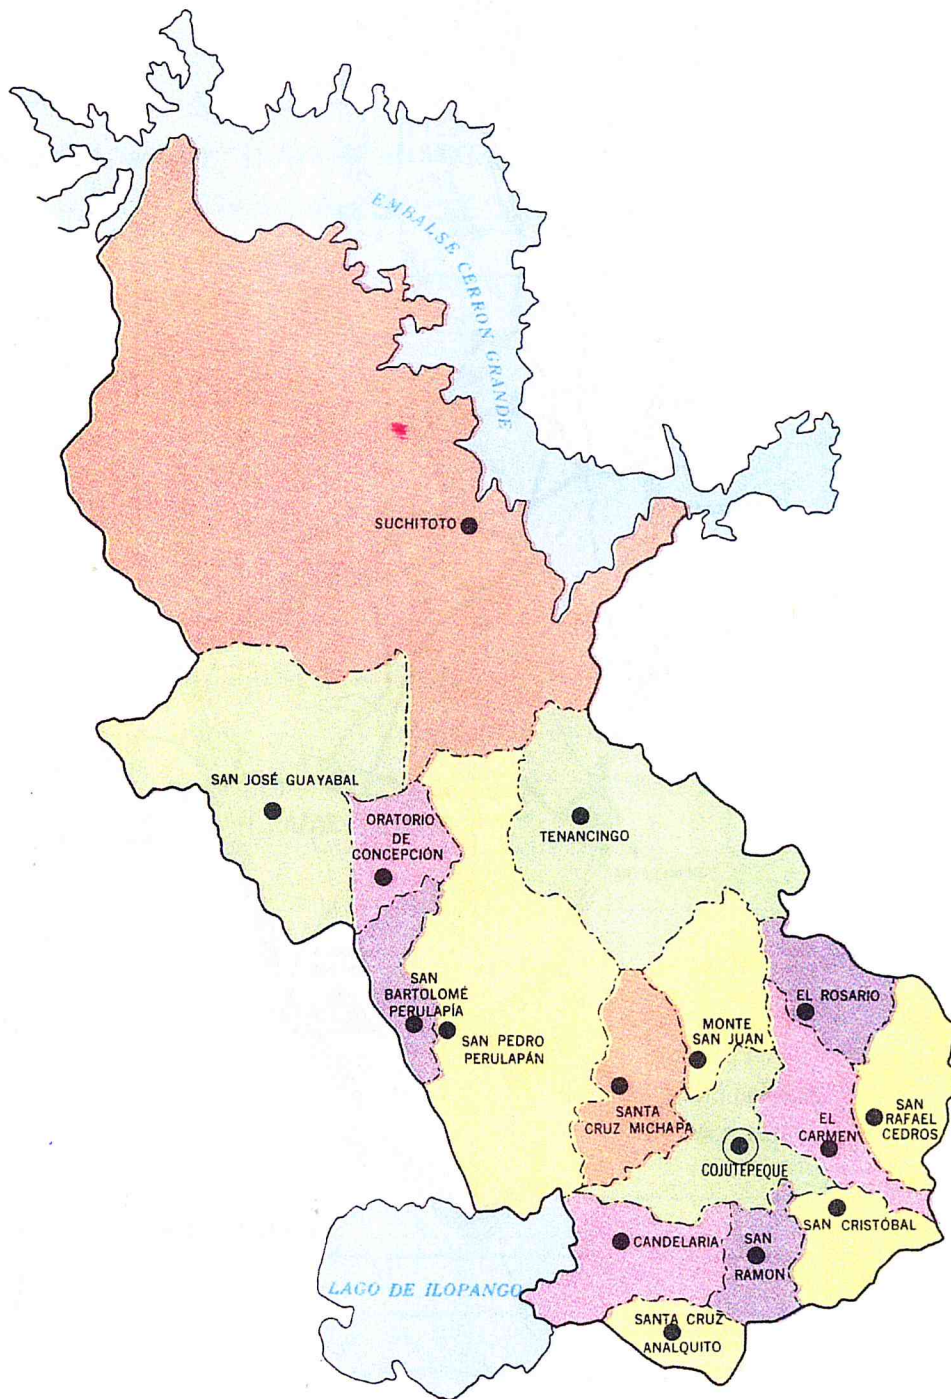 EMBALSE CERRON GRANDE
SUCHITOTO
SAN JOSÉ GUAYABAL
ORATORIO
DE
CONCEPCIÓN
TENANCINGO
SAN
BARTOLOMÉ
PERULAPÍA
SAN PEDRO
PERULAPÁN
MONTE
SAN JUAN
EL ROSARIO
SANTA
CRUZ MICHAPA
EL
CARMEN
SAN
RAFAEL
CEDROS
COJUTEPEQUE
SAN CRISTÓBAL
CANDELARIA
SAN
RAMON
LAGO DE ILOPANGO
SANTA CRUZ
ANALQUITO